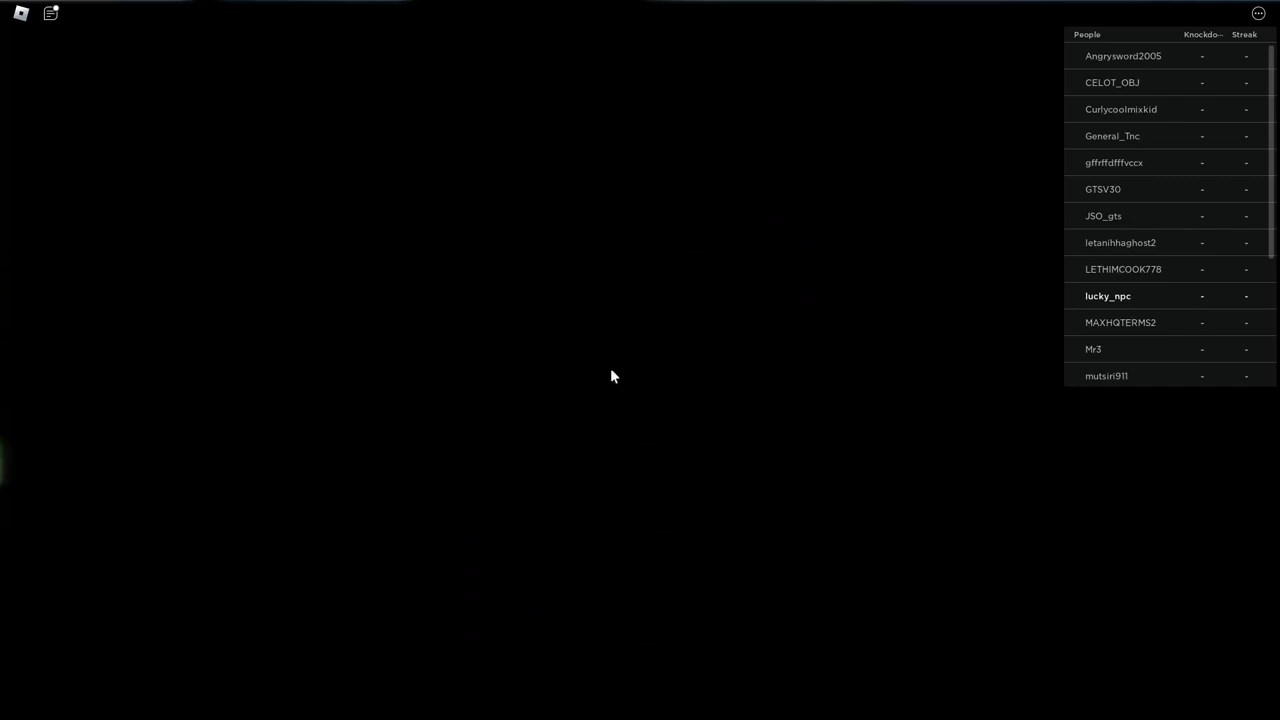 People Knockdo... Streak
Angrysword2005 - -
CELOT_OBJ - -
Curlycoolmixkid - -
General_Tnc - -
gffrffdfffvccx - -
GTSV30 - -
JSO_gts - -
letanihhaghost2 - -
LETHIMCOOK778 - -
lucky_npc - -
MAXHQTERMS2 - -
Mr3 - -
mutsiri911 - -